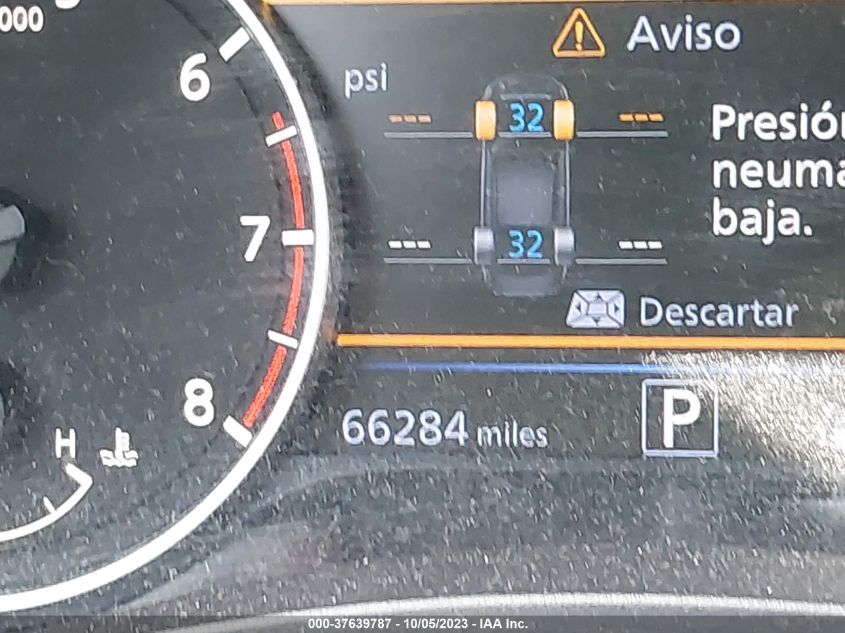 000
6
7
8
H
Aviso
psi
--- 32 ---
--- 32 ---
Presión
neuma
baja.
Descartar
66284 miles
P
000-37639787 - 10/05/2023 - IAA Inc.